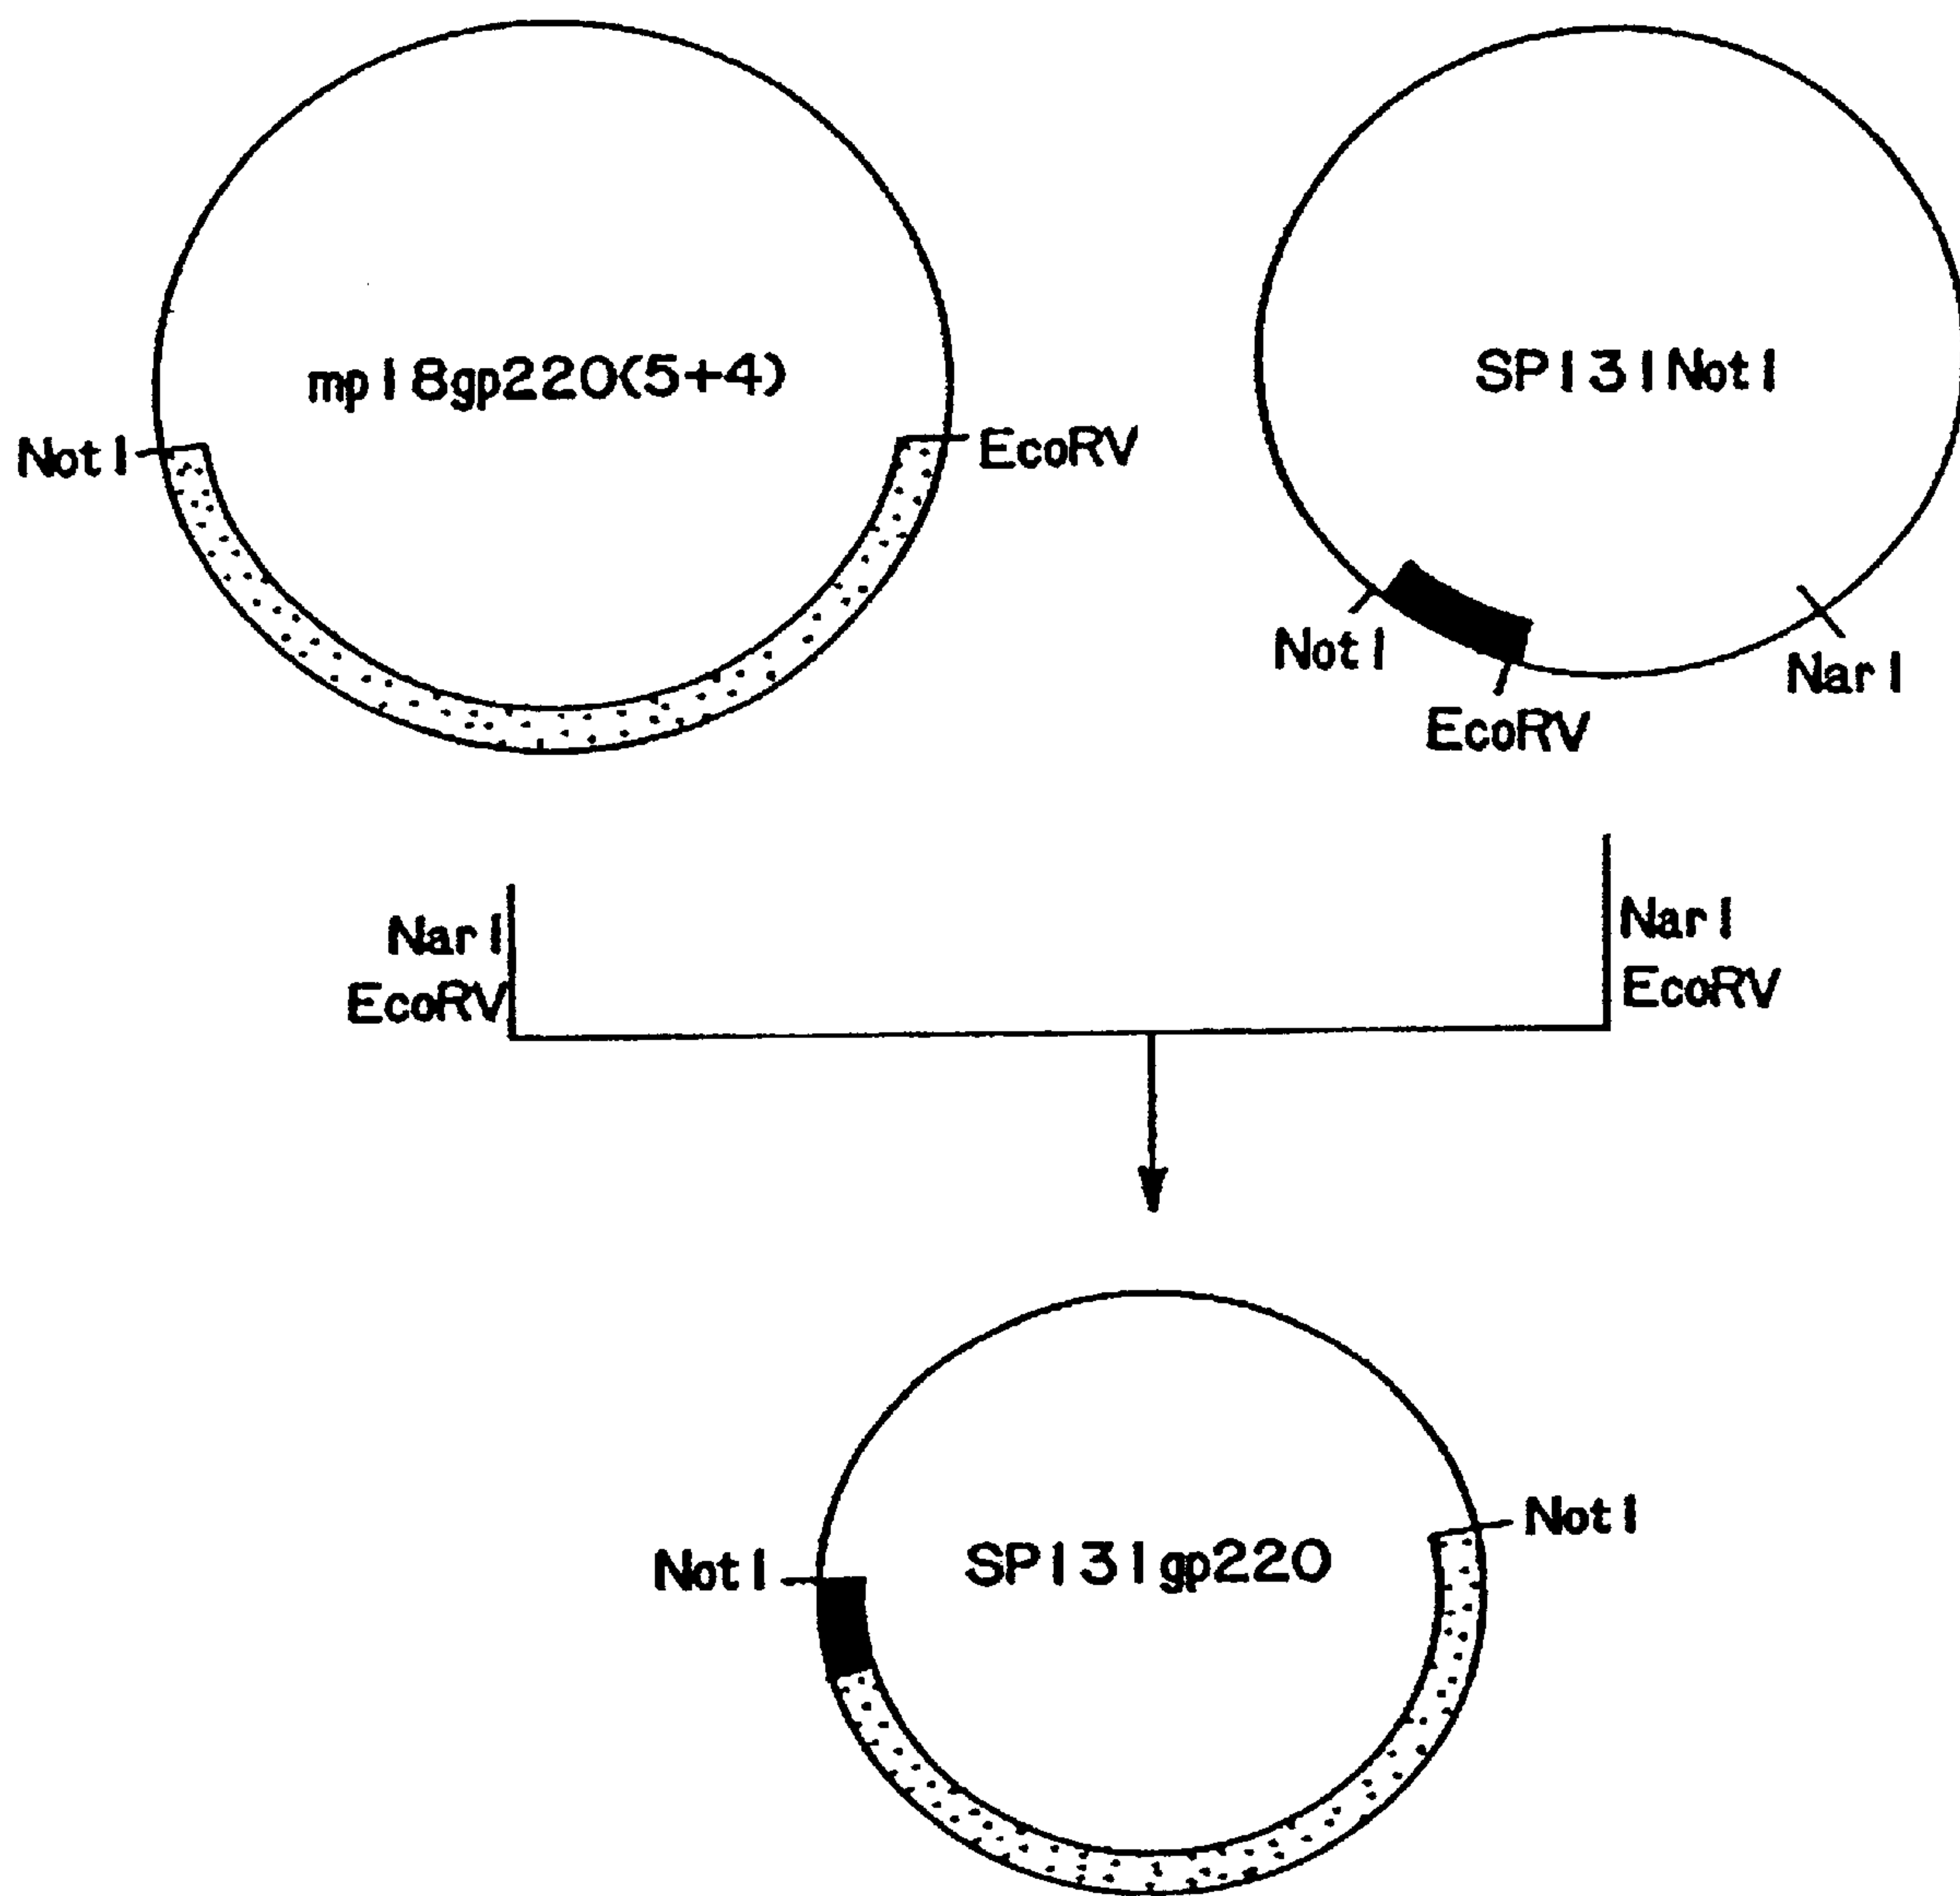 mp18gp220(5+4)
SP131Not1
Not1
EcoRV
Not1
Nar1
EcoRV
Nar1
EcoRV
Nar1
EcoRV
Not1
SP131gp220
Not1